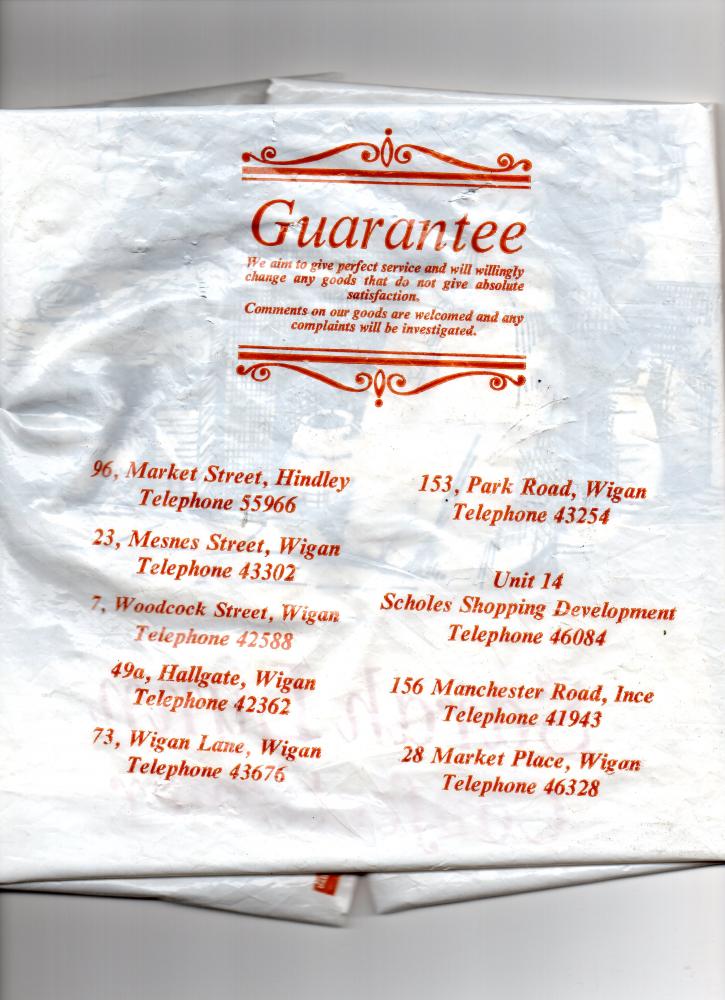 Guarantee
We aim to give perfect service and will willingly
change any goods that do not give absolute
satisfaction.
Comments on our goods are welcomed and any
complaints will be investigated.
96, Market Street, Hindley
Telephone 55966
23, Mesnes Street, Wigan
Telephone 43302
7, Woodcock Street, Wigan
Telephone 42588
49a, Hallgate, Wigan
Telephone 42362
73, Wigan Lane, Wigan
Telephone 43676
153, Park Road, Wigan
Telephone 43254
Unit 14
Scholes Shopping Development
Telephone 46084
156 Manchester Road, Ince
Telephone 41943
28 Market Place, Wigan
Telephone 46328